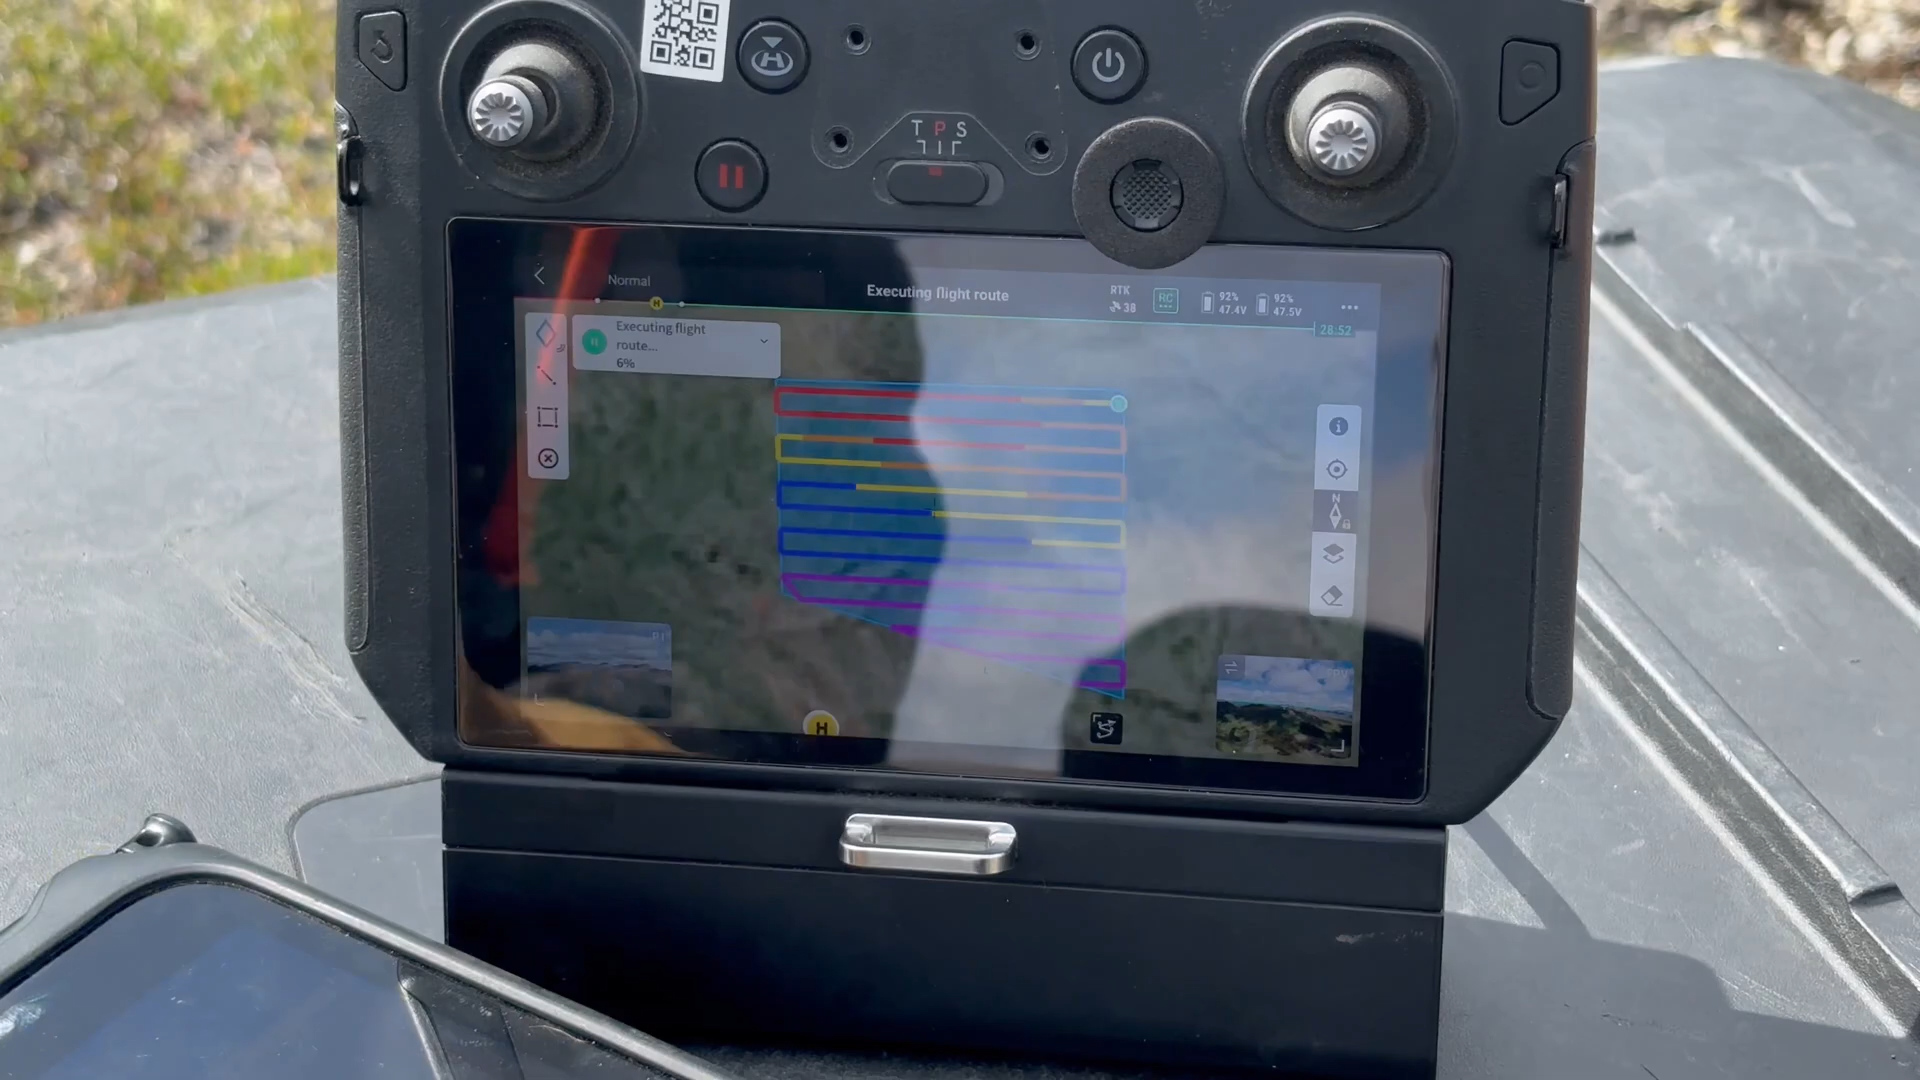 H
T P S
Normal
Executing flight route
RTK
38
RC
92%
47.4V
92%
47.5V
H
28:52
Executing flight
route...
6%
N
H